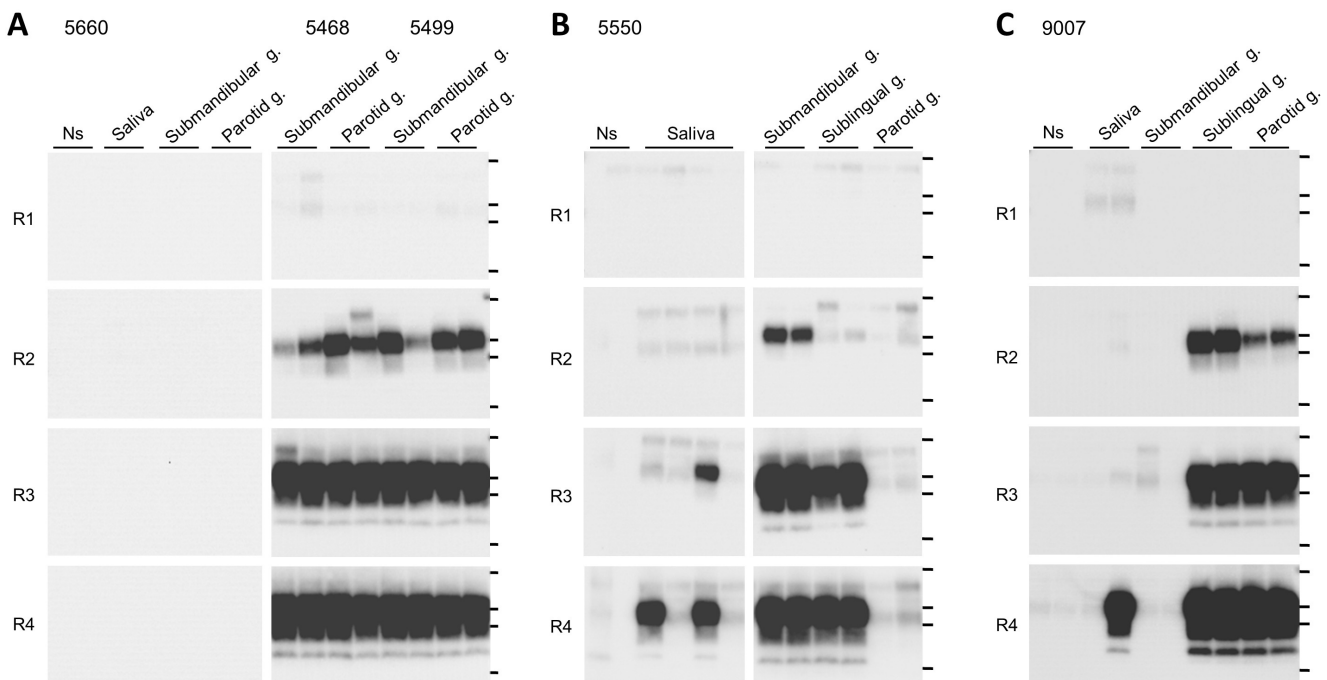 A 5660 5468 5499
Ns Saliva Submandibular g. Parotid g. Submandibular g. Parotid g. Submandibular g. Parotid g.
R1
R2
R3
R4
B 5550
Ns Saliva Submandibular g. Sublingual g. Parotid g.
R1
R2
R3
R4
C 9007
Ns Saliva Submandibular g. Sublingual g. Parotid g.
R1
R2
R3
R4